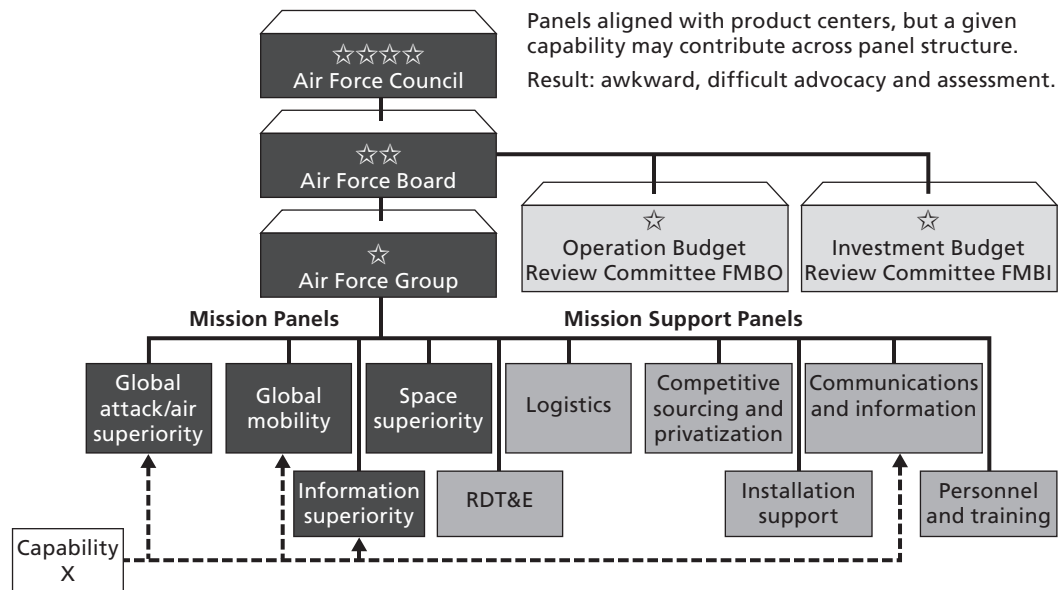 Panels aligned with product centers, but a given
capability may contribute across panel structure.
Result: awkward, difficult advocacy and assessment.
☆☆☆☆
Air Force Council
☆☆
Air Force Board
☆
Air Force Group
☆
Operation Budget
Review Committee FMBO
☆
Investment Budget
Review Committee FMBI
Mission Panels
Mission Support Panels
Global
attack/air
superiority
Global
mobility
Space
superiority
Logistics
Competitive
sourcing and
privatization
Communications
and information
Information
superiority
RDT&E
Installation
support
Personnel
and training
Capability
X